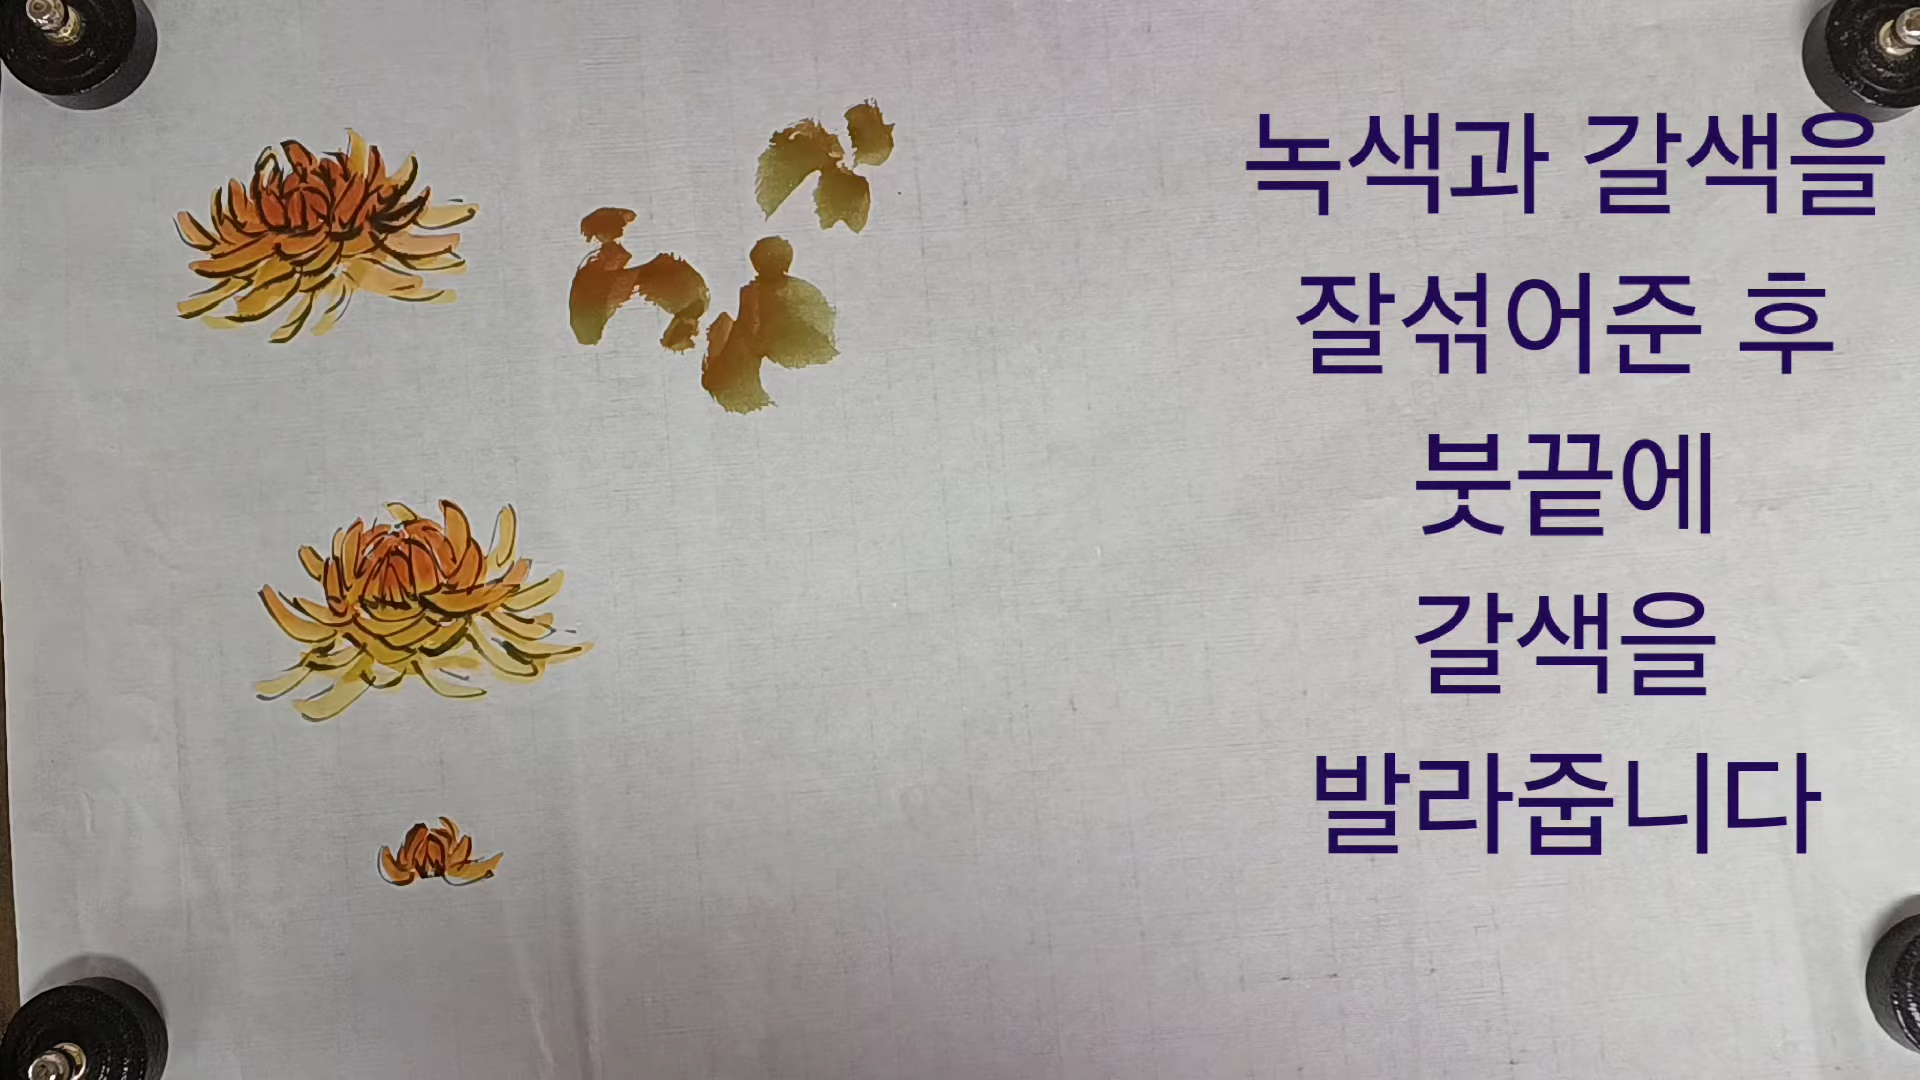 녹색과 갈색을
잘섞어준 후
붓끝에
갈색을
발라줍니다